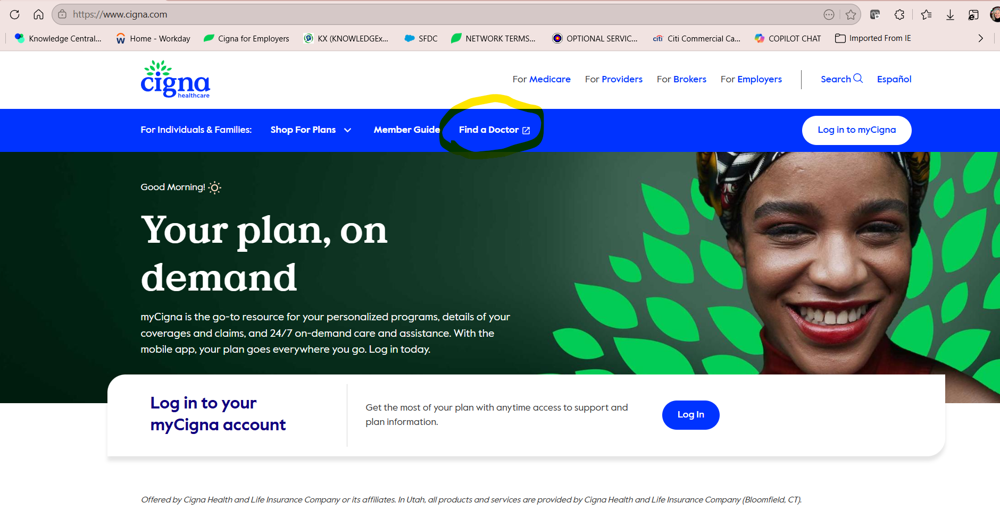 https://www.cigna.com
Knowledge Central... Home - Workday Cigna for Employers KX (KNOWLEDGEx... SFDC NETWORK TERMS... OPTIONAL SERVIC... citi Citi Commercial Ca... COPILOT CHAT Imported From IE
cigna
healthcare
For Medicare For Providers For Brokers For Employers Search Español
For Individuals & Families: Shop For Plans Member Guide Find a Doctor Log in to myCigna
Good Morning!
Your plan, on
demand
myCigna is the go-to resource for your personalized programs, details of your
coverages and claims, and 24/7 on-demand care and assistance. With the
mobile app, your plan goes everywhere you go. Log in today.
Log in to your
myCigna account
Get the most of your plan with anytime access to support and
plan information.
Log In
Offered by Cigna Health and Life Insurance Company or its affiliates. In Utah, all products and services are provided by Cigna Health and Life Insurance Company (Bloomfield, CT).